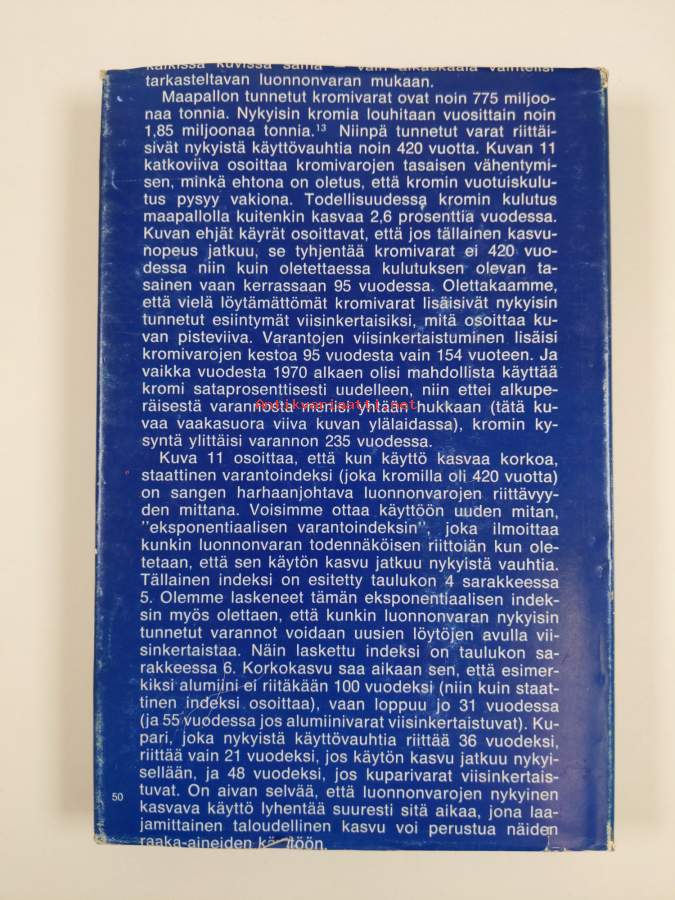 kaikissa kuvissa sama – vain aikaskaala vaihtelisi
tarkasteltavan luonnonvaran mukaan.
Maapallon tunnetut kromivarat ovat noin 775 miljoo-
naa tonnia. Nykyisin kromia louhitaan vuosittain noin
1,85 miljoonaa tonnia.¹³ Niinpä tunnetut varat riittäi-
sivät nykyistä käyttövauhtia noin 420 vuotta. Kuvan 11
katkoviiva osoittaa kromivarojen tasaisen vähentymi-
sen, minkä ehtona on oletus, että kromin vuotuiskulu-
tus pysyy vakiona. Todellisuudessa kromin kulutus
maapallolla kuitenkin kasvaa 2,6 prosenttia vuodessa.
Kuvan ehjät käyrät osoittavat, että jos tällainen kasvu-
nopeus jatkuu, se tyhjentää kromivarat ei 420 vuo-
dessa niin kuin oletettaessa kulutuksen olevan ta-
sainen vaan kerrassaan 95 vuodessa. Olettakaamme,
että vielä löytämättömät kromivarat lisäisivät nykyisin
tunnetut esiintymät viisinkertaisiksi, mitä osoittaa ku-
van pisteviiva. Varantojen viisinkertaistuminen lisäisi
kromivarojen kestoa 95 vuodesta vain 154 vuoteen. Ja
vaikka vuodesta 1970 alkaen olisi mahdollista käyttää
kromi sataprosenttisesti uudelleen, niin ettei alkupe-
räisestä varannosta menisi yhtään hukkaan (tätä ku-
vaa vaakasuora viiva kuvan ylälaidassa), kromin ky-
syntä ylittäisi varannon 235 vuodessa.
Kuva 11 osoittaa, että kun käyttö kasvaa korkoa,
staattinen varantoindeksi (joka kromilla oli 420 vuotta)
on sangen harhaanjohtava luonnonvarojen riittävyy-
den mittana. Voisimme ottaa käyttöön uuden mitan,
"eksponentiaalisen varantoindeksin", joka ilmoittaa
kunkin luonnonvaran todennäköisen riittoiän kun ole-
tetaan, että sen käytön kasvu jatkuu nykyistä vauhtia.
Tällainen indeksi on esitetty taulukon 4 sarakkeessa
5. Olemme laskeneet tämän eksponentiaalisen indek-
sin myös olettaen, että kunkin luonnonvaran nykyisin
tunnetut varannot voidaan uusien löytöjen avulla vii-
sinkertaistaa. Näin laskettu indeksi on taulukon sa-
rakkeessa 6. Korkokasvu saa aikaan sen, että esimer-
kiksi alumiini ei riitäkään 100 vuodeksi (niin kuin staat-
tinen indeksi osoittaa), vaan loppuu jo 31 vuodessa
(ja 55 vuodessa jos alumiinivarat viisinkertaistuvat). Ku-
pari, joka nykyistä käyttövauhtia riittää 36 vuodeksi,
riittää vain 21 vuodeksi, jos käytön kasvu jatkuu nykyi-
sellään, ja 48 vuodeksi, jos kuparivarat viisinkertais-
tuvat. On aivan selvää, että luonnonvarojen nykyinen
kasvava käyttö lyhentää suuresti sitä aikaa, jona laa-
jamittainen taloudellinen kasvu voi perustua näiden
raaka-aineiden käyttöön.
50
Antikvariaatti.net